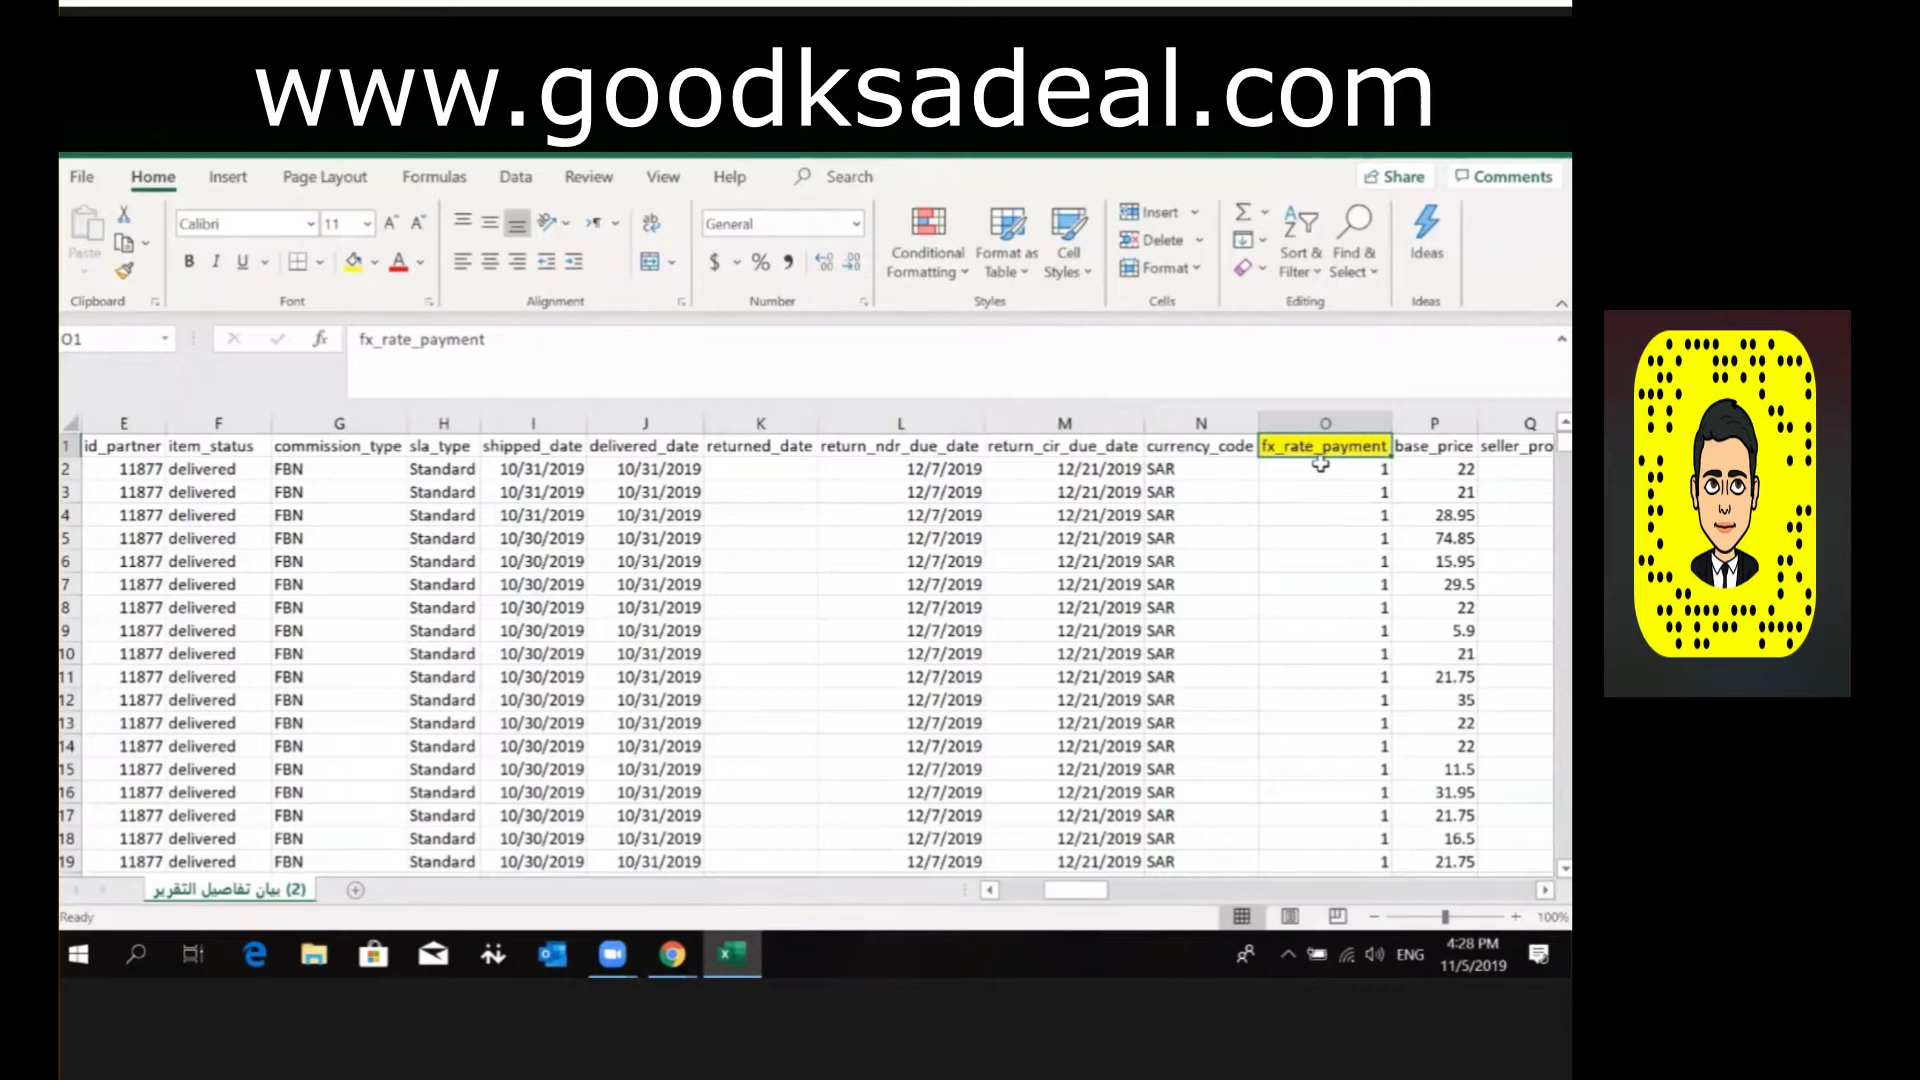 www.goodksadeal.com
File Home Insert Page Layout Formulas Data Review View Help Search Share Comments
Calibri 11 General Insert
Paste Conditional Format as Cell Delete Sort & Find & Ideas
Formatting Table Styles Format Filter Select
Clipboard Font Alignment Number Styles Cells Editing Ideas
O1 fx fx_rate_payment
E F G H I J K L M N O P Q
1 id_partner item_status commission_type sla_type shipped_date delivered_date returned_date return_ndr_due_date return_cir_due_date currency_code fx_rate_payment base_price seller_pro
2 11877 delivered FBN Standard 10/31/2019 10/31/2019 12/7/2019 12/21/2019 SAR 1 22
3 11877 delivered FBN Standard 10/31/2019 10/31/2019 12/7/2019 12/21/2019 SAR 1 21
4 11877 delivered FBN Standard 10/31/2019 10/31/2019 12/7/2019 12/21/2019 SAR 1 28.95
5 11877 delivered FBN Standard 10/30/2019 10/31/2019 12/7/2019 12/21/2019 SAR 1 74.85
6 11877 delivered FBN Standard 10/30/2019 10/31/2019 12/7/2019 12/21/2019 SAR 1 15.95
7 11877 delivered FBN Standard 10/30/2019 10/31/2019 12/7/2019 12/21/2019 SAR 1 29.5
8 11877 delivered FBN Standard 10/30/2019 10/31/2019 12/7/2019 12/21/2019 SAR 1 22
9 11877 delivered FBN Standard 10/30/2019 10/31/2019 12/7/2019 12/21/2019 SAR 1 5.9
10 11877 delivered FBN Standard 10/30/2019 10/31/2019 12/7/2019 12/21/2019 SAR 1 21
11 11877 delivered FBN Standard 10/30/2019 10/31/2019 12/7/2019 12/21/2019 SAR 1 21.75
12 11877 delivered FBN Standard 10/30/2019 10/31/2019 12/7/2019 12/21/2019 SAR 1 35
13 11877 delivered FBN Standard 10/30/2019 10/31/2019 12/7/2019 12/21/2019 SAR 1 22
14 11877 delivered FBN Standard 10/30/2019 10/31/2019 12/7/2019 12/21/2019 SAR 1 22
15 11877 delivered FBN Standard 10/30/2019 10/31/2019 12/7/2019 12/21/2019 SAR 1 11.5
16 11877 delivered FBN Standard 10/30/2019 10/31/2019 12/7/2019 12/21/2019 SAR 1 31.95
17 11877 delivered FBN Standard 10/30/2019 10/31/2019 12/7/2019 12/21/2019 SAR 1 21.75
18 11877 delivered FBN Standard 10/30/2019 10/31/2019 12/7/2019 12/21/2019 SAR 1 16.5
19 11877 delivered FBN Standard 10/30/2019 10/31/2019 12/7/2019 12/21/2019 SAR 1 21.75
بيان تفاصيل التقرير (2)
Ready 100%
ENG 4:28 PM
11/5/2019